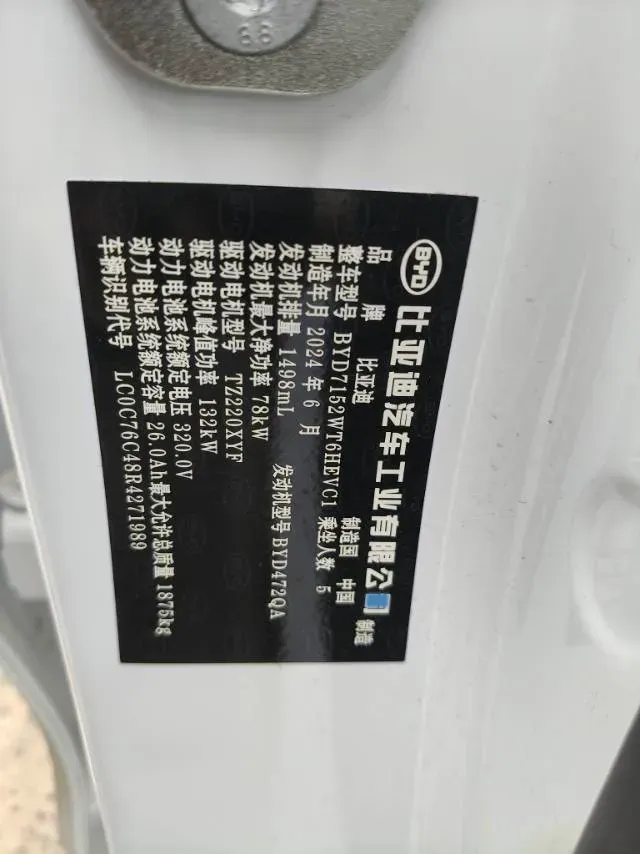 88
BYD 比亚迪汽车工业有限公司 制造
品牌 比亚迪 制造国 中国
整车型号 BYD7152WT6HEVC1 乘坐人数 5
制造年月 2024 年 6 月
发动机排量 1498mL 发动机型号 BYD472QA
发动机最大净功率 78kW
驱动电机型号 TZ220XYF
驱动电机峰值功率 132kW
动力电池系统额定电压 320.0V
动力电池系统额定容量 26.0Ah 最大允许总质量 1875kg
车辆识别代号 LC0C76C48R4271989